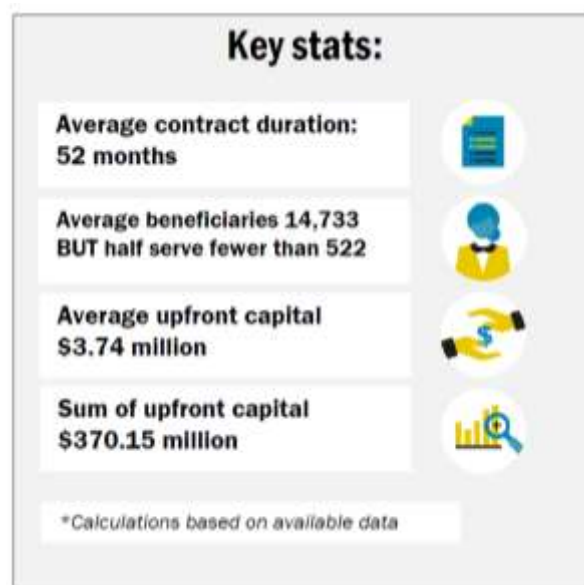 Key stats:
Average contract duration:
52 months
Average beneficiaries 14,733
BUT half serve fewer than 522
Average upfront capital
$3.74 million
$
Sum of upfront capital
$370.15 million
*Calculations based on available data